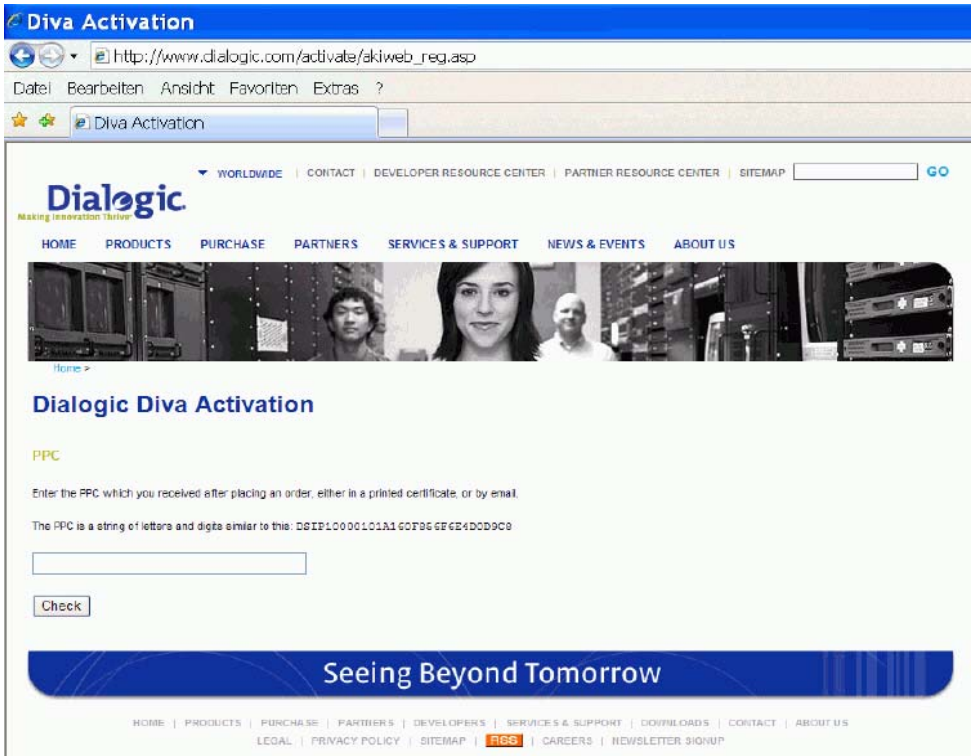 Diva Activation
http://www.dialogic.com/activate/akiweb_reg.asp
Datei Bearbeiten Ansicht Favoriten Extras ?
Diva Activation
WORLDWIDE | CONTACT | DEVELOPER RESOURCE CENTER | PARTNER RESOURCE CENTER | SITEMAP GO
Dialogic
Making Innovation Thrive
HOME PRODUCTS PURCHASE PARTNERS SERVICES & SUPPORT NEWS & EVENTS ABOUT US
Home >
Dialogic Diva Activation
PPC
Enter the PPC which you received after placing an order, either in a printed certificate, or by email.
The PPC is a string of letters and digits similar to this:
Check
Seeing Beyond Tomorrow
HOME | PRODUCTS | PURCHASE | PARTNERS | DEVELOPERS | SERVICES & SUPPORT | DOWNLOADS | CONTACT | ABOUT US
LEGAL | PRIVACY POLICY | SITEMAP | RSS | CAREERS | NEWSLETTER SIGNUP